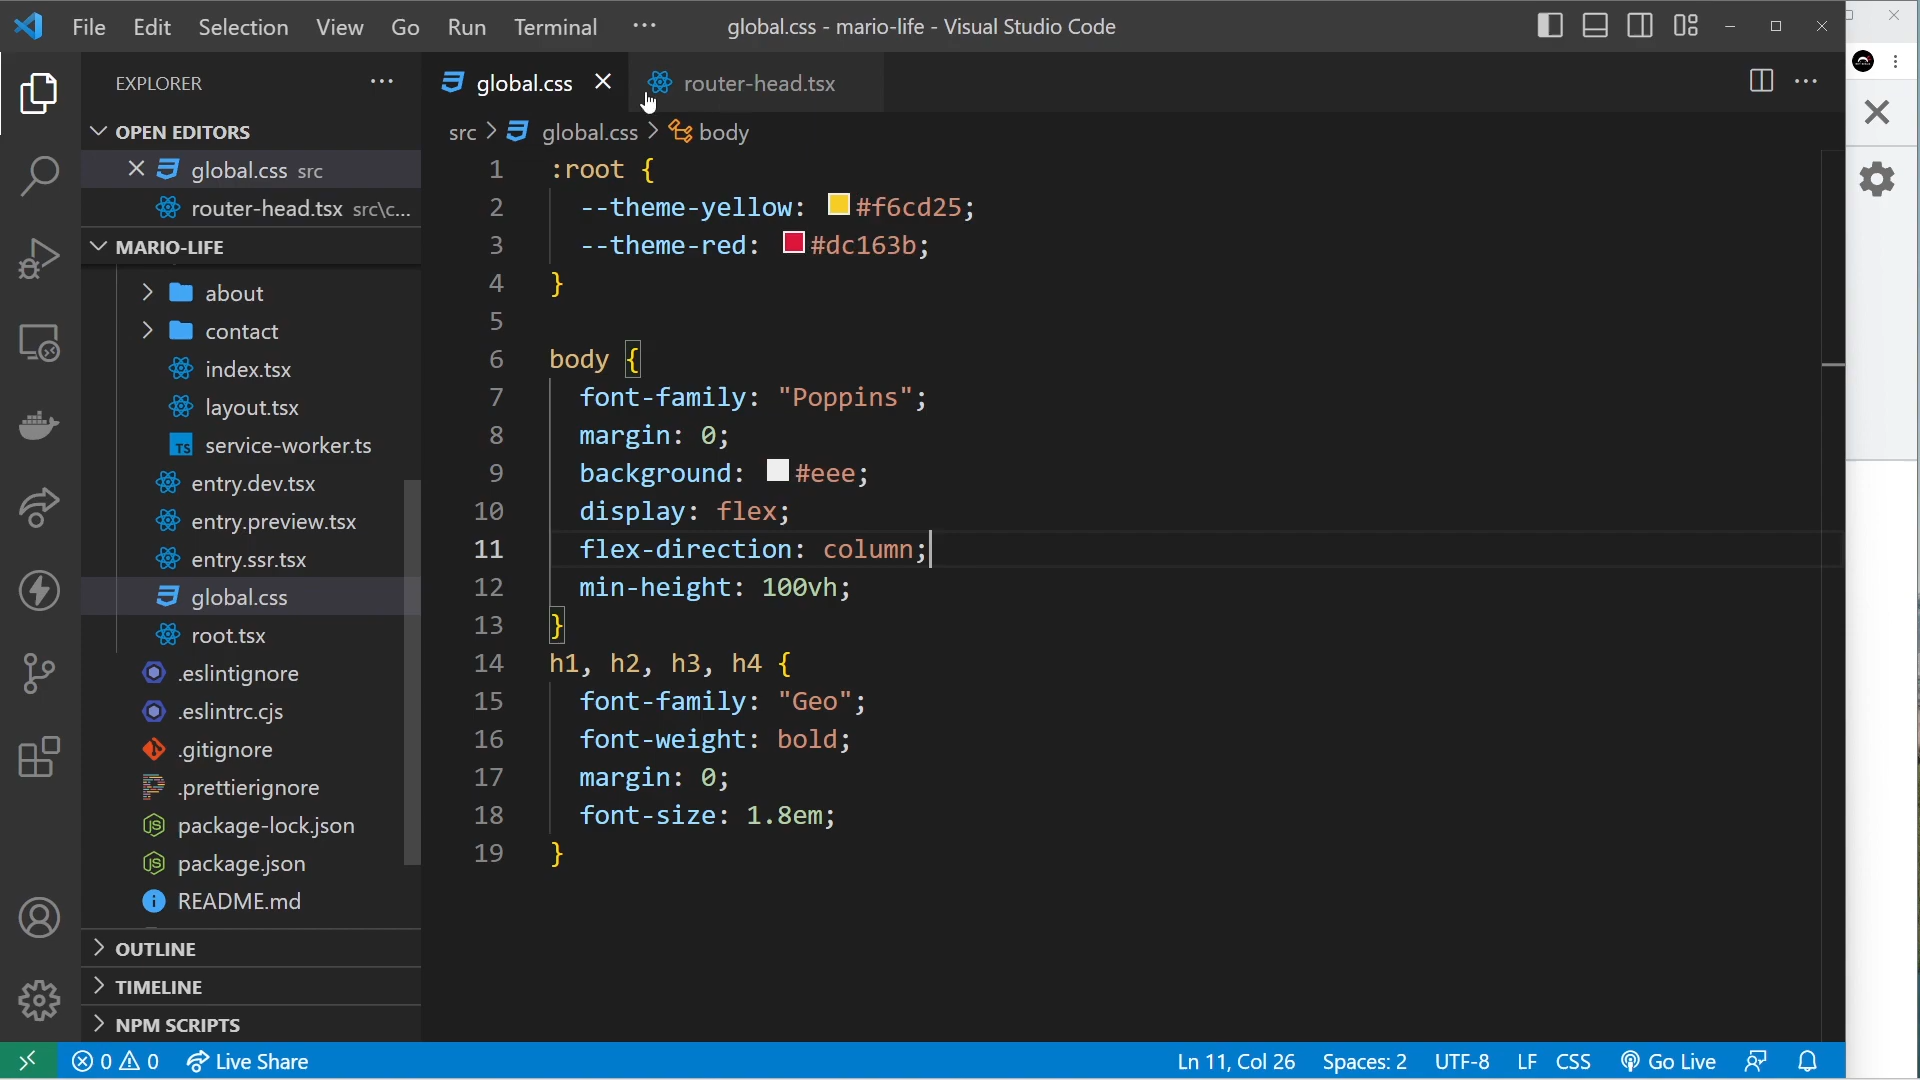 File Edit Selection View Go Run Terminal ··· global.css - mario-life - Visual Studio Code
EXPLORER
OPEN EDITORS
global.css src
router-head.tsx src\c...
MARIO-LIFE
about
contact
index.tsx
layout.tsx
service-worker.ts
entry.dev.tsx
entry.preview.tsx
entry.ssr.tsx
global.css
root.tsx
.eslintignore
.eslintrc.cjs
.gitignore
.prettierignore
package-lock.json
package.json
README.md
OUTLINE
TIMELINE
NPM SCRIPTS
global.css router-head.tsx
src > global.css > body
1 :root {
2 --theme-yellow: #f6cd25;
3 --theme-red: #dc163b;
4 }
5
6 body {
7 font-family: "Poppins";
8 margin: 0;
9 background: #eee;
10 display: flex;
11 flex-direction: column;
12 min-height: 100vh;
13 }
14 h1, h2, h3, h4 {
15 font-family: "Geo";
16 font-weight: bold;
17 margin: 0;
18 font-size: 1.8em;
19 }
0 0 Live Share Ln 11, Col 26 Spaces: 2 UTF-8 LF CSS Go Live